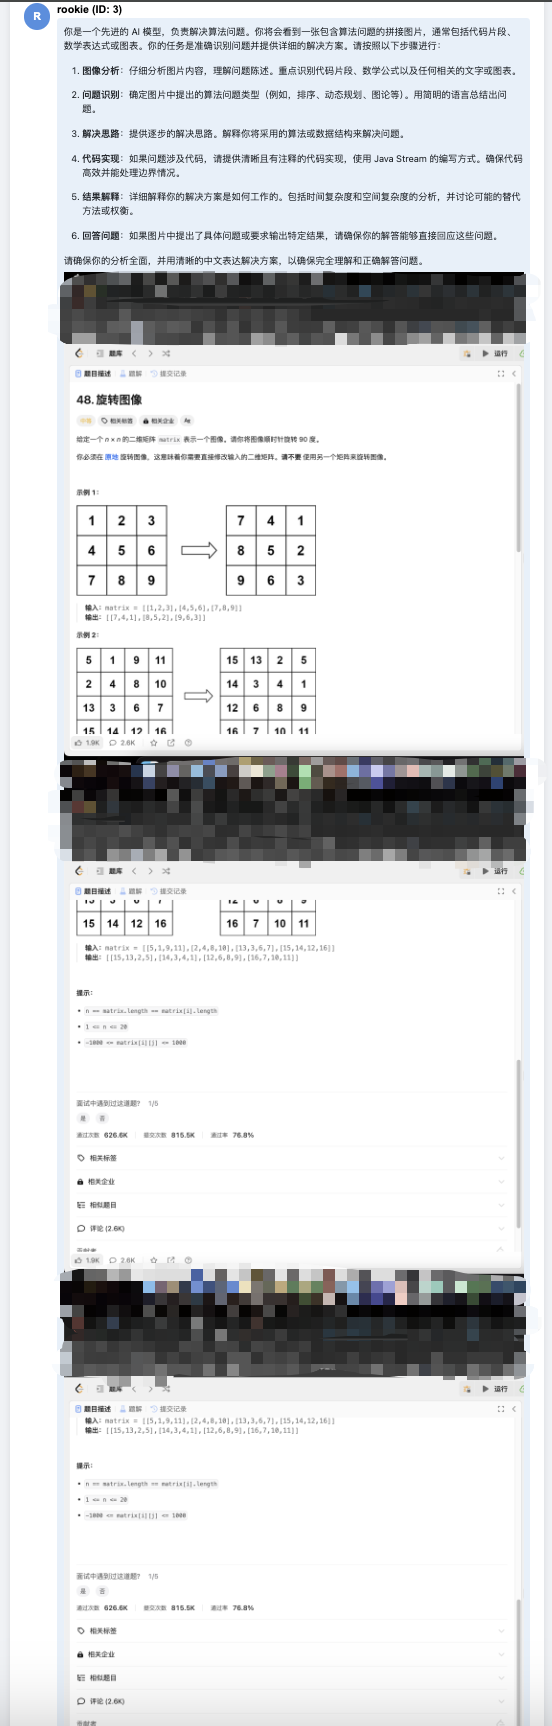 R
rookie (ID: 3)
你是一个先进的 AI 模型，负责解决算法问题。你将会看到一张包含算法问题的拼接图片，通常包括代码片段、
数学表达式或图表。你的任务是准确识别问题并提供详细的解决方案。请按照以下步骤进行：
1. 图像分析：仔细分析图片内容，理解问题陈述。重点识别代码片段、数学公式以及任何相关的文字或图表。
2. 问题识别：确定图片中提出的算法问题类型（例如，排序、动态规划、图论等）。用简明的语言总结出问
题。
3. 解决思路：提供逐步的解决思路。解释你将采用的算法或数据结构来解决问题。
4. 代码实现：如果问题涉及代码，请提供清晰且有注释的代码实现，使用 Java Stream 的编写方式。确保代码
高效并能处理边界情况。
5. 结果解释：详细解释你的解决方案是如何工作的。包括时间复杂度和空间复杂度的分析，并讨论可能的替代
方法或权衡。
6. 回答问题：如果图片中提出了具体问题或要求输出特定结果，请确保你的解答能够直接回应这些问题。
请确保你的分析全面，并用清晰的中文表达解决方案，以确保完全理解和正确解答问题。
题库 运行
题目描述 题解 提交记录
48. 旋转图像
中等 相关标签 相关企业 Aα
给定一个 n × n 的二维矩阵 matrix 表示一个图像。请你将图像顺时针旋转 90 度。
你必须在 原地 旋转图像，这意味着你需要直接修改输入的二维矩阵。请不要 使用另一个矩阵来旋转图像。
示例 1：
1 2 3 7 4 1
4 5 6 8 5 2
7 8 9 9 6 3
输入：matrix = [[1,2,3],[4,5,6],[7,8,9]]
输出：[[7,4,1],[8,5,2],[9,6,3]]
示例 2：
5 1 9 11 15 13 2 5
2 4 8 10 14 3 4 1
13 3 6 7 12 6 8 9
15 14 12 16 16 7 10 11
1.9K 2.6K
题库 运行
题目描述 题解 提交记录
15 14 12 16 16 7 10 11
输入：matrix = [[5,1,9,11],[2,4,8,10],[13,3,6,7],[15,14,12,16]]
输出：[[15,13,2,5],[14,3,4,1],[12,6,8,9],[16,7,10,11]]
提示：
• n == matrix.length == matrix[i].length
• 1 <= n <= 20
• -1000 <= matrix[i][j] <= 1000
面试中遇到过这道题? 1/5
是 否
通过次数 626.6K 提交次数 815.5K 通过率 76.8%
相关标签
相关企业
相似题目
评论 (2.6K)
1.9K 2.6K
题库 运行
题目描述 题解 提交记录
输入：matrix = [[5,1,9,11],[2,4,8,10],[13,3,6,7],[15,14,12,16]]
输出：[[15,13,2,5],[14,3,4,1],[12,6,8,9],[16,7,10,11]]
提示：
• n == matrix.length == matrix[i].length
• 1 <= n <= 20
• -1000 <= matrix[i][j] <= 1000
面试中遇到过这道题? 1/5
是 否
通过次数 626.6K 提交次数 815.5K 通过率 76.8%
相关标签
相关企业
相似题目
评论 (2.6K)
贡献者